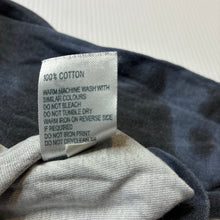 100% COTTON
WARM MACHINE WASH WITH
SIMILAR COLOURS
DO NOT BLEACH
DO NOT TUMBLE DRY
WARM IRON ON REVERSE SIDE
IF REQUIRED
DO NOT IRON PRINT
DO NOT DRYCLEAN